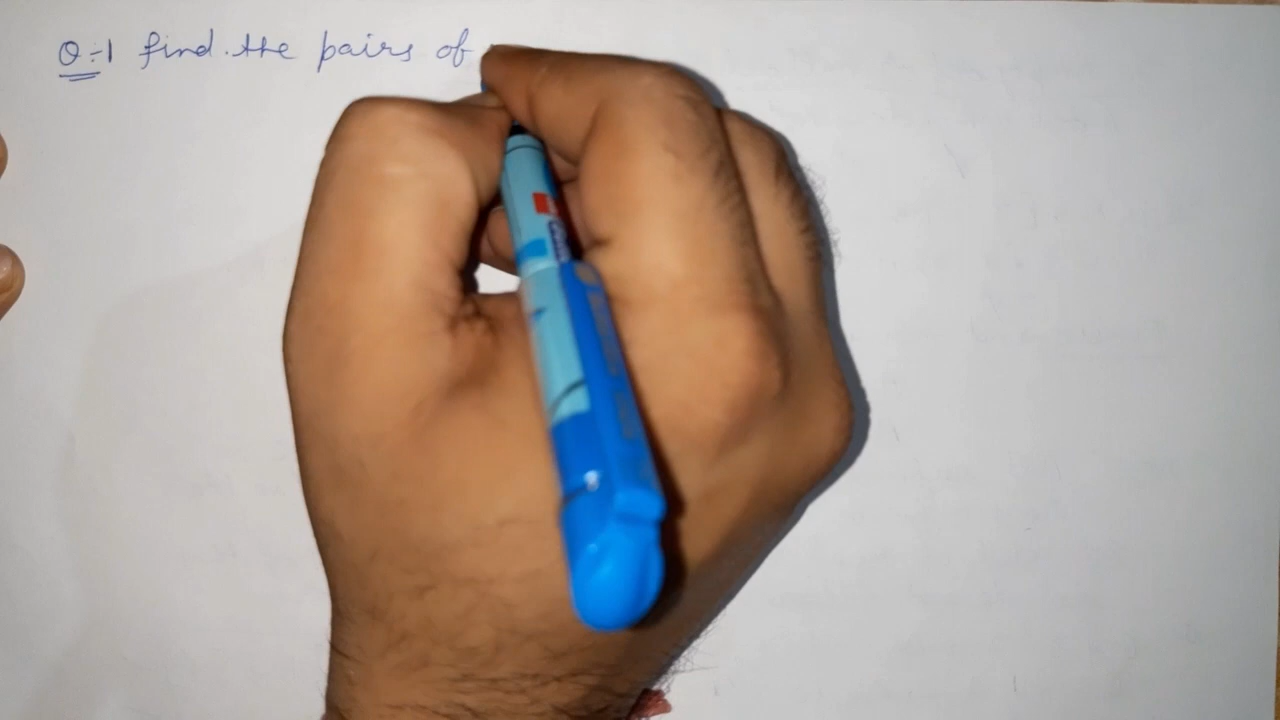 Q:-1 find the pairs of